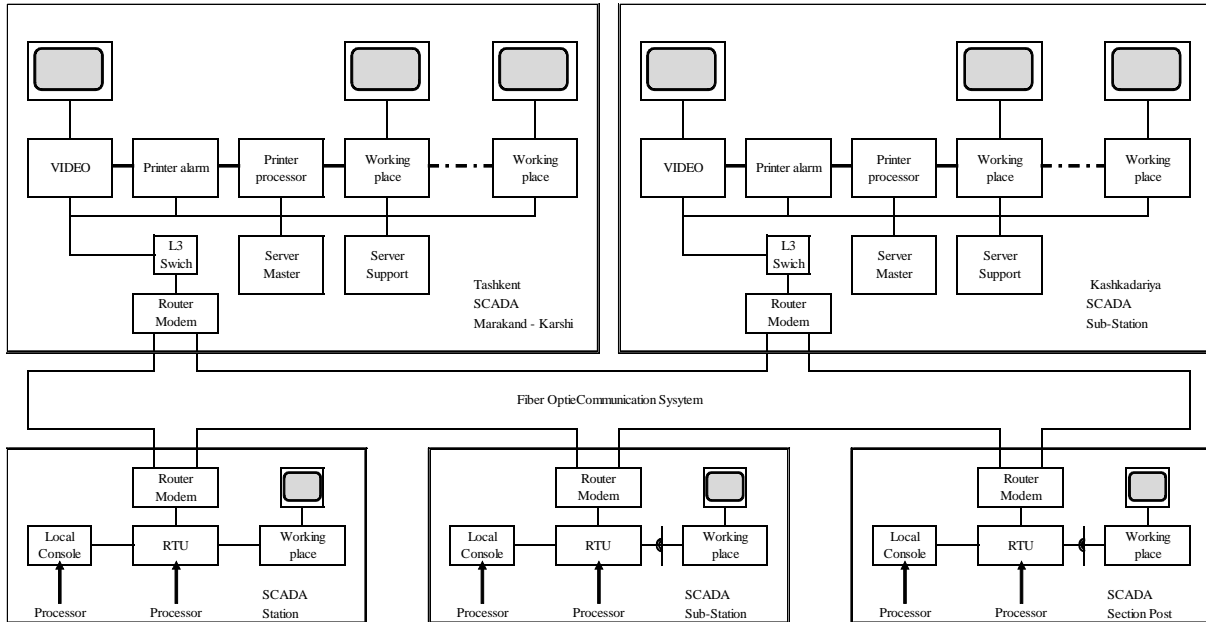 VIDEO
Printer alarm
Printer
processor
Working
place
Working
place
L3
Swich
Server
Master
Server
Support
Router
Modem
Tashkent
SCADA
Marakand - Karshi
VIDEO
Printer alarm
Printer
processor
Working
place
Working
place
L3
Swich
Server
Master
Server
Support
Router
Modem
Kashkadariya
SCADA
Sub-Station
Fiber OptieCommunication Sysytem
Router
Modem
Local
Console
RTU
Working
place
Processor
Processor
SCADA
Station
Router
Modem
Local
Console
RTU
Working
place
Processor
Processor
SCADA
Sub-Station
Router
Modem
Local
Console
RTU
Working
place
Processor
Processor
SCADA
Section Post